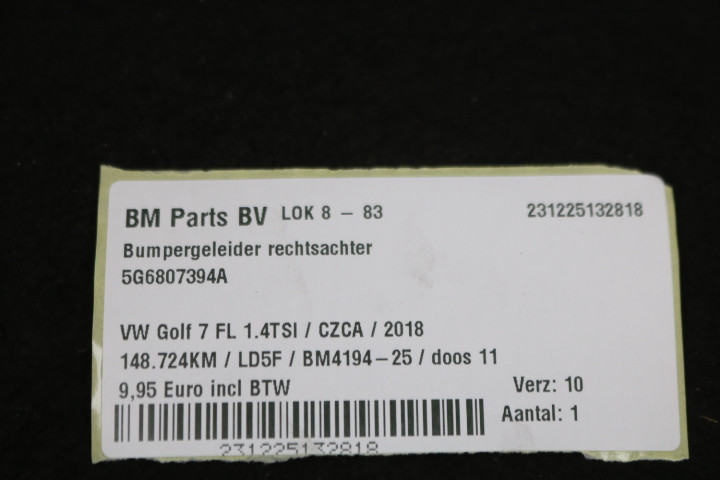 BM Parts BV LOK 8 - 83 231225132818
Bumpergeleider rechtsachter
5G6807394A
VW Golf 7 FL 1.4TSI / CZCA / 2018
148.724KM / LD5F / BM4194-25 / doos 11
9,95 Euro incl BTW Verz: 10
Aantal: 1
231225132818